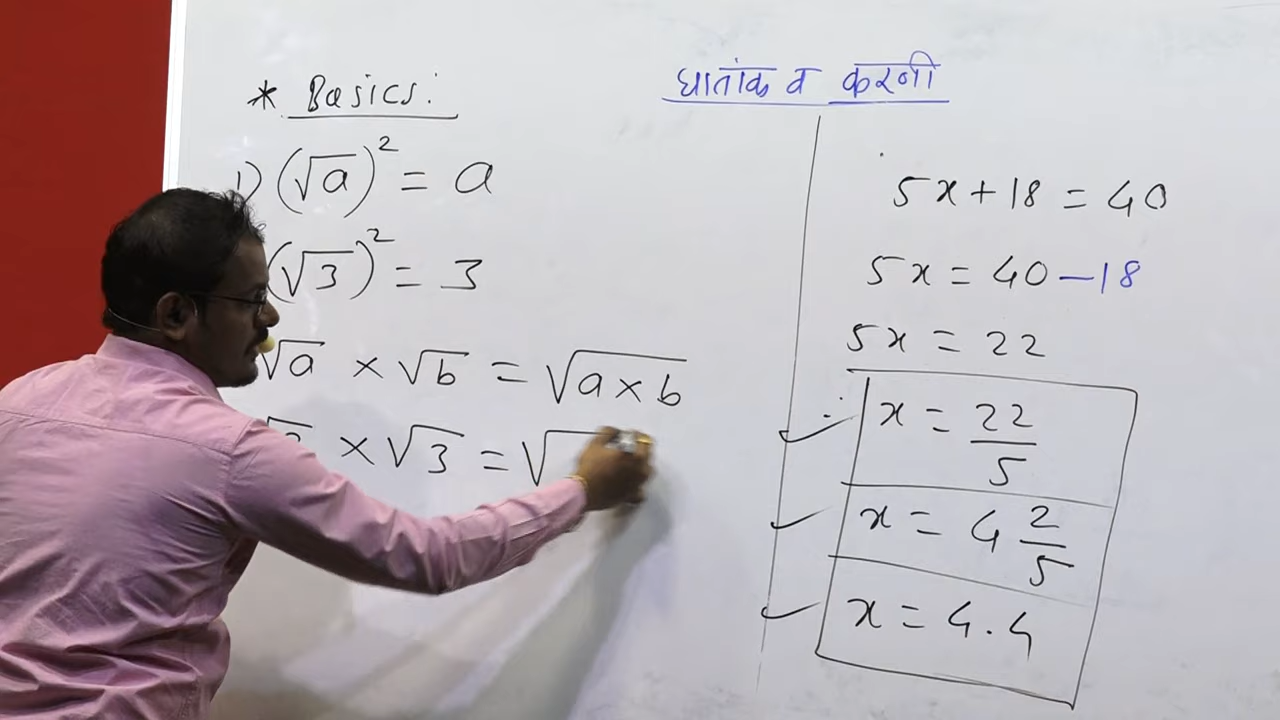 घातांक व करनी
* Basics:
1) (√a)² = a
(√3)² = 3
√a × √b = √a×b
× √3 = √
5x + 18 = 40
5x = 40 - 18
5x = 22
∴ x = 22/5
x = 4 2/5
x = 4.4